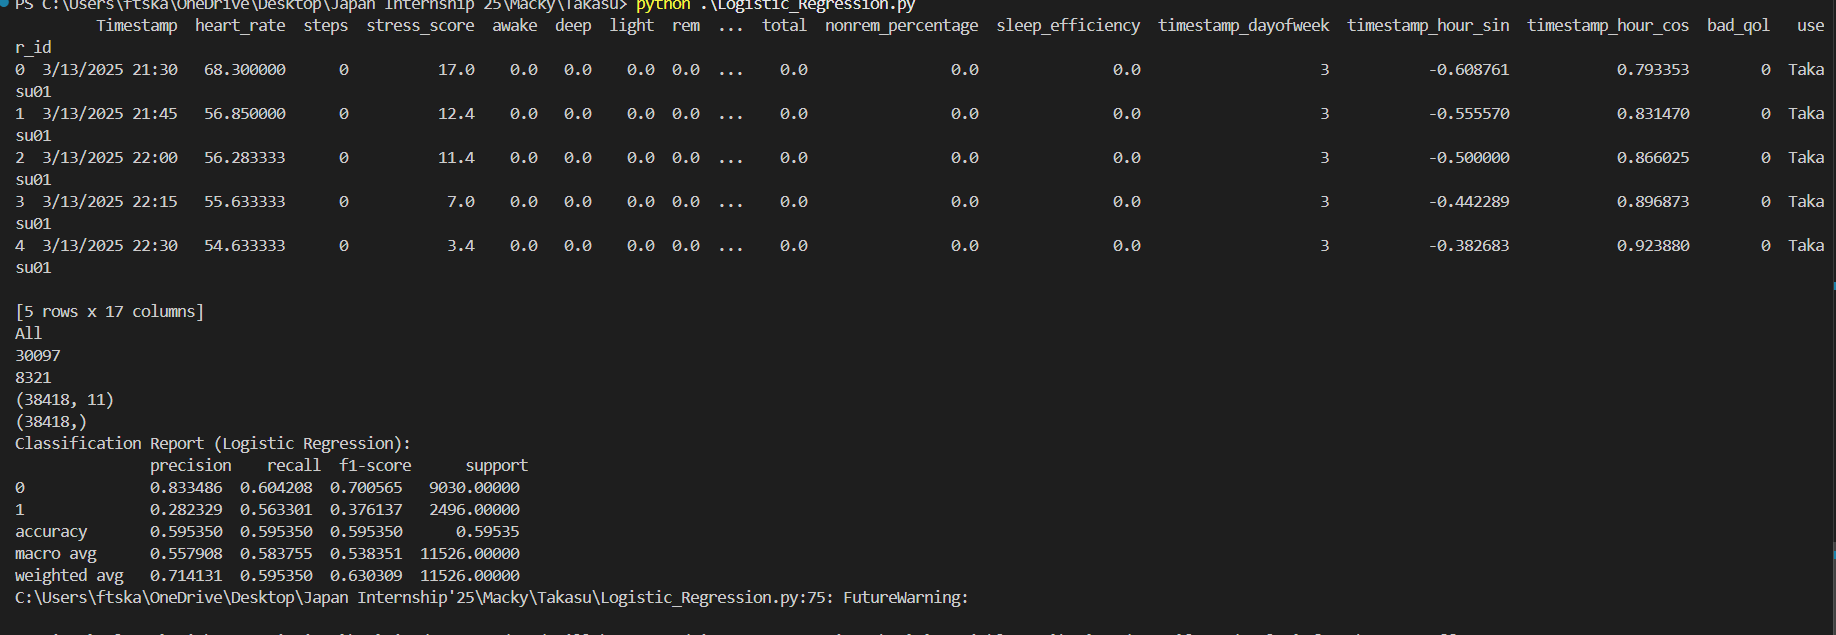 PS C:\Users\ftska\OneDrive\Desktop\Japan Internship 25\Macky\Takasu> python .\Logistic_Regression.py
Timestamp heart_rate steps stress_score awake deep light rem ... total nonrem_percentage sleep_efficiency timestamp_dayofweek timestamp_hour_sin timestamp_hour_cos bad_qol use
r_id
0 3/13/2025 21:30 68.300000 0 17.0 0.0 0.0 0.0 0.0 ... 0.0 0.0 0.0 3 -0.608761 0.793353 0 Taka
su01
1 3/13/2025 21:45 56.850000 0 12.4 0.0 0.0 0.0 0.0 ... 0.0 0.0 0.0 3 -0.555570 0.831470 0 Taka
su01
2 3/13/2025 22:00 56.283333 0 11.4 0.0 0.0 0.0 0.0 ... 0.0 0.0 0.0 3 -0.500000 0.866025 0 Taka
su01
3 3/13/2025 22:15 55.633333 0 7.0 0.0 0.0 0.0 0.0 ... 0.0 0.0 0.0 3 -0.442289 0.896873 0 Taka
su01
4 3/13/2025 22:30 54.633333 0 3.4 0.0 0.0 0.0 0.0 ... 0.0 0.0 0.0 3 -0.382683 0.923880 0 Taka
su01
[5 rows x 17 columns]
All
30097
8321
(38418, 11)
(38418,)
Classification Report (Logistic Regression):
precision recall f1-score support
0 0.833486 0.604208 0.700565 9030.00000
1 0.282329 0.563301 0.376137 2496.00000
accuracy 0.595350 0.595350 0.595350 0.59535
macro avg 0.557908 0.583755 0.538351 11526.00000
weighted avg 0.714131 0.595350 0.630309 11526.00000
C:\Users\ftska\OneDrive\Desktop\Japan Internship'25\Macky\Takasu\Logistic_Regression.py:75: FutureWarning: